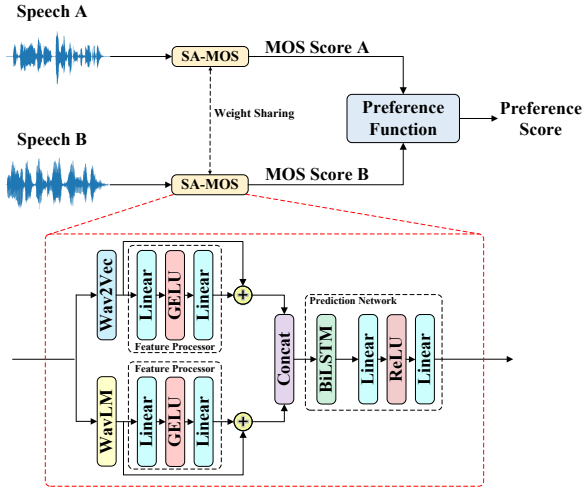 Speech A
SA-MOS
MOS Score A
Weight Sharing
Preference
Function
Preference
Score
Speech B
SA-MOS
MOS Score B
Wav2Vec
Linear
GELU
Linear
Feature Processor
Feature Processor
WavLM
Linear
GELU
Linear
Concat
Prediction Network
BiLSTM
Linear
ReLU
Linear